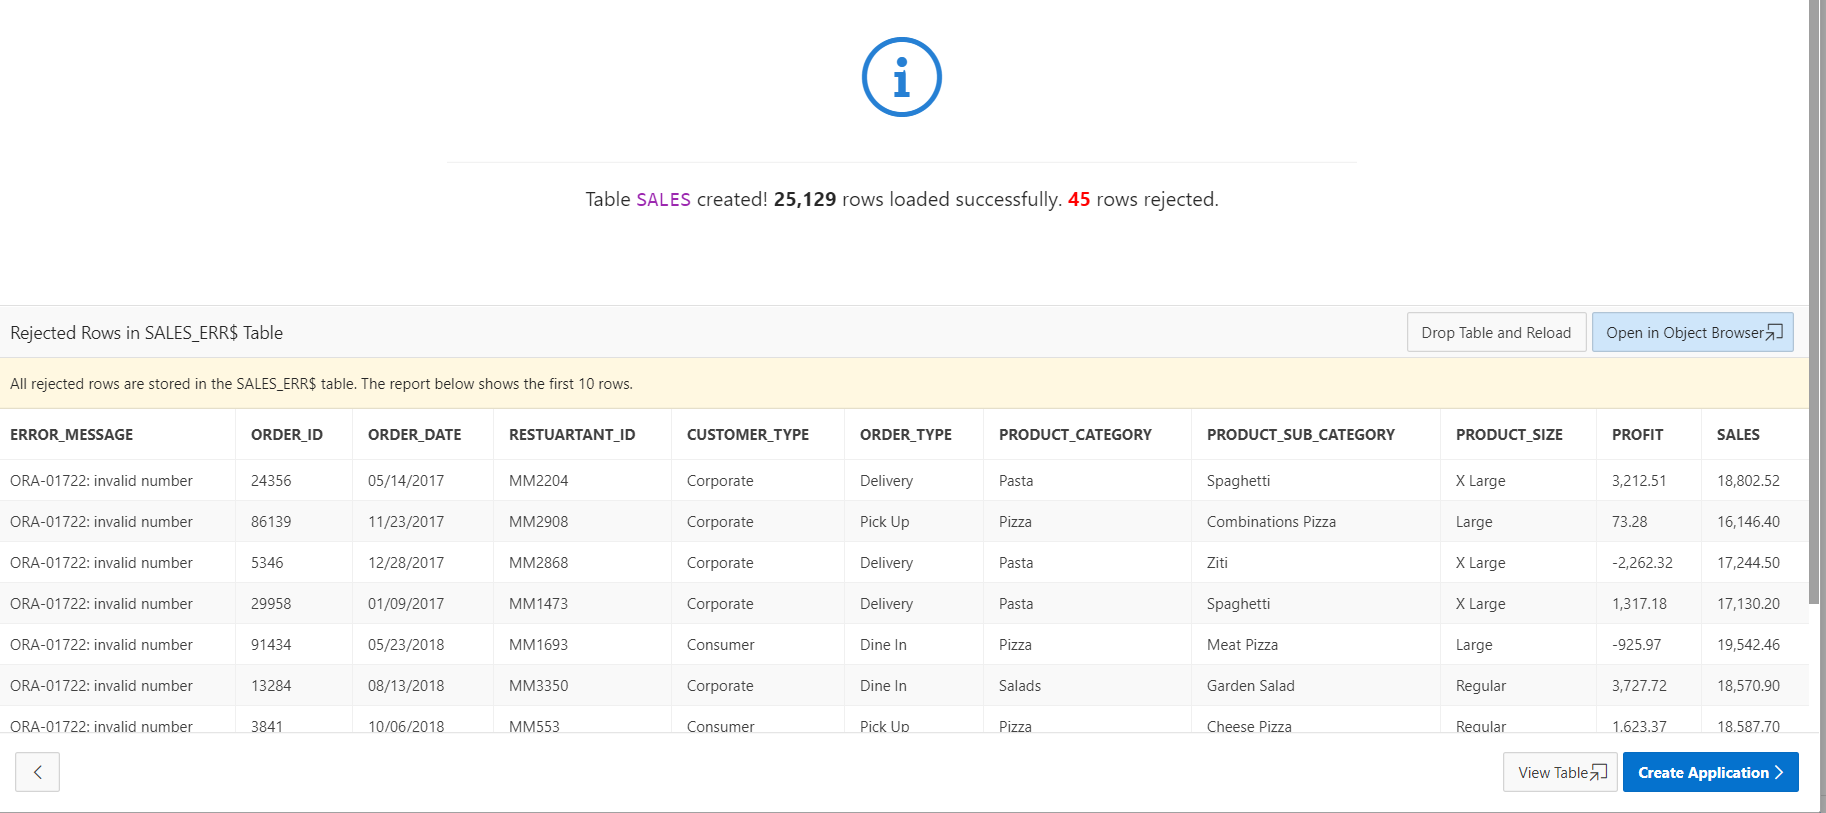 Table SALES created! 25,129 rows loaded successfully. 45 rows rejected.
Rejected Rows in SALES_ERR$ Table
Drop Table and Reload
Open in Object Browser
All rejected rows are stored in the SALES_ERR$ table. The report below shows the first 10 rows.
ERROR_MESSAGE ORDER_ID ORDER_DATE RESTUARTANT_ID CUSTOMER_TYPE ORDER_TYPE PRODUCT_CATEGORY PRODUCT_SUB_CATEGORY PRODUCT_SIZE PROFIT SALES
ORA-01722: invalid number 24356 05/14/2017 MM2204 Corporate Delivery Pasta Spaghetti X Large 3,212.51 18,802.52
ORA-01722: invalid number 86139 11/23/2017 MM2908 Corporate Pick Up Pizza Combinations Pizza Large 73.28 16,146.40
ORA-01722: invalid number 5346 12/28/2017 MM2868 Corporate Delivery Pasta Ziti X Large -2,262.32 17,244.50
ORA-01722: invalid number 29958 01/09/2017 MM1473 Corporate Delivery Pasta Spaghetti X Large 1,317.18 17,130.20
ORA-01722: invalid number 91434 05/23/2018 MM1693 Consumer Dine In Pizza Meat Pizza Large -925.97 19,542.46
ORA-01722: invalid number 13284 08/13/2018 MM3350 Corporate Dine In Salads Garden Salad Regular 3,727.72 18,570.90
ORA-01722: invalid number 3841 10/06/2018 MM553 Consumer Pick Up Pizza Cheese Pizza Regular 1,623.37 18,587.70
View Table
Create Application